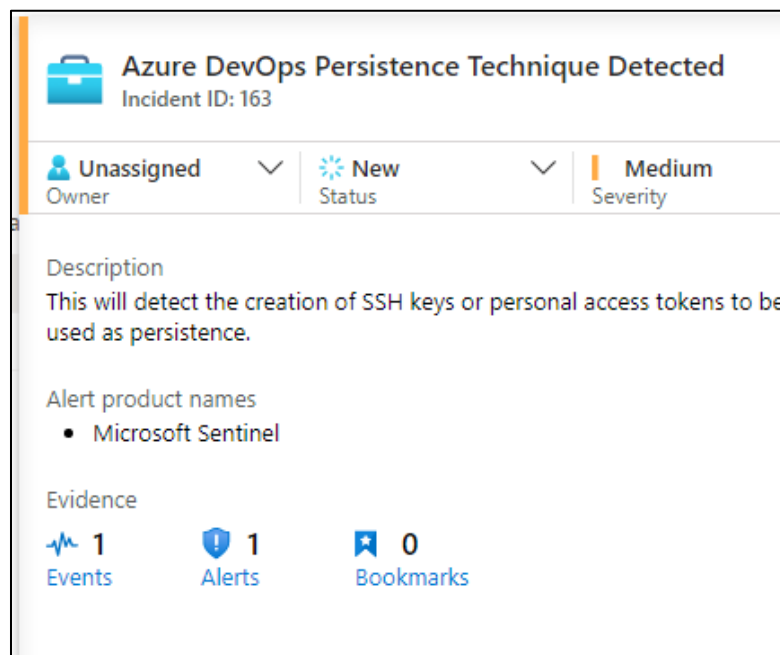 Azure DevOps Persistence Technique Detected
Incident ID: 163
Unassigned
Owner
New
Status
Medium
Severity
Description
This will detect the creation of SSH keys or personal access tokens to be
used as persistence.
Alert product names
• Microsoft Sentinel
Evidence
1
Events
1
Alerts
0
Bookmarks